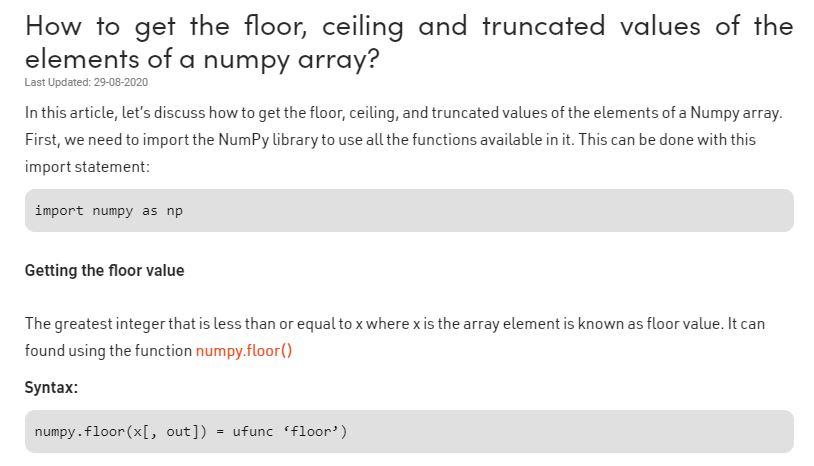 How to get the floor, ceiling and truncated values of the
elements of a numpy array?
Last Updated: 29-08-2020
In this article, let's discuss how to get the floor, ceiling, and truncated values of the elements of a Numpy array.
First, we need to import the NumPy library to use all the functions available in it. This can be done with this
import statement:
import numpy as np
Getting the floor value
The greatest integer that is less than or equal to x where x is the array element is known as floor value. It can
found using the function numpy.floor()
Syntax:
numpy.floor(x[, out]) = ufunc ‘floor’)